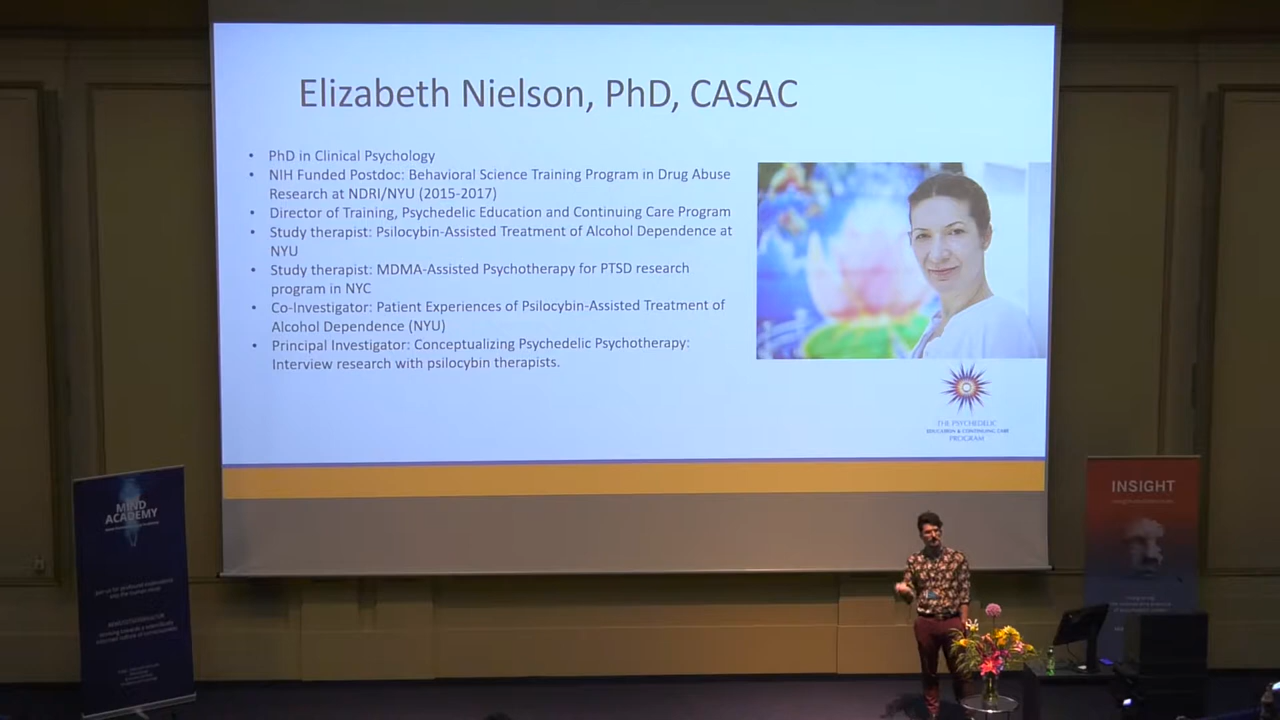 Elizabeth Nielson, PhD, CASAC
• PhD in Clinical Psychology
• NIH Funded Postdoc: Behavioral Science Training Program in Drug Abuse
Research at NDRI/NYU (2015-2017)
• Director of Training, Psychedelic Education and Continuing Care Program
• Study therapist: Psilocybin-Assisted Treatment of Alcohol Dependence at
NYU
• Study therapist: MDMA-Assisted Psychotherapy for PTSD research
program in NYC
• Co-Investigator: Patient Experiences of Psilocybin-Assisted Treatment of
Alcohol Dependence (NYU)
• Principal Investigator: Conceptualizing Psychedelic Psychotherapy:
Interview research with psilocybin therapists.
THE PSYCHEDELIC
EDUCATION & CONTINUING CARE
PROGRAM
MIND
ACADEMY
INSIGHT